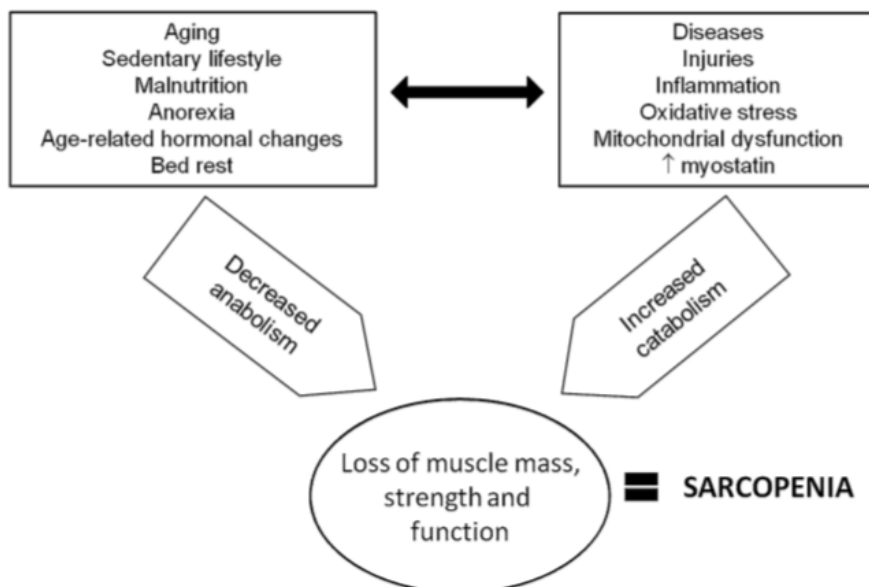 Aging
Sedentary lifestyle
Malnutrition
Anorexia
Age-related hormonal changes
Bed rest
Diseases
Injuries
Inflammation
Oxidative stress
Mitochondrial dysfunction
↑ myostatin
Decreased
anabolism
Increased
catabolism
Loss of muscle mass,
strength and
function
= SARCOPENIA